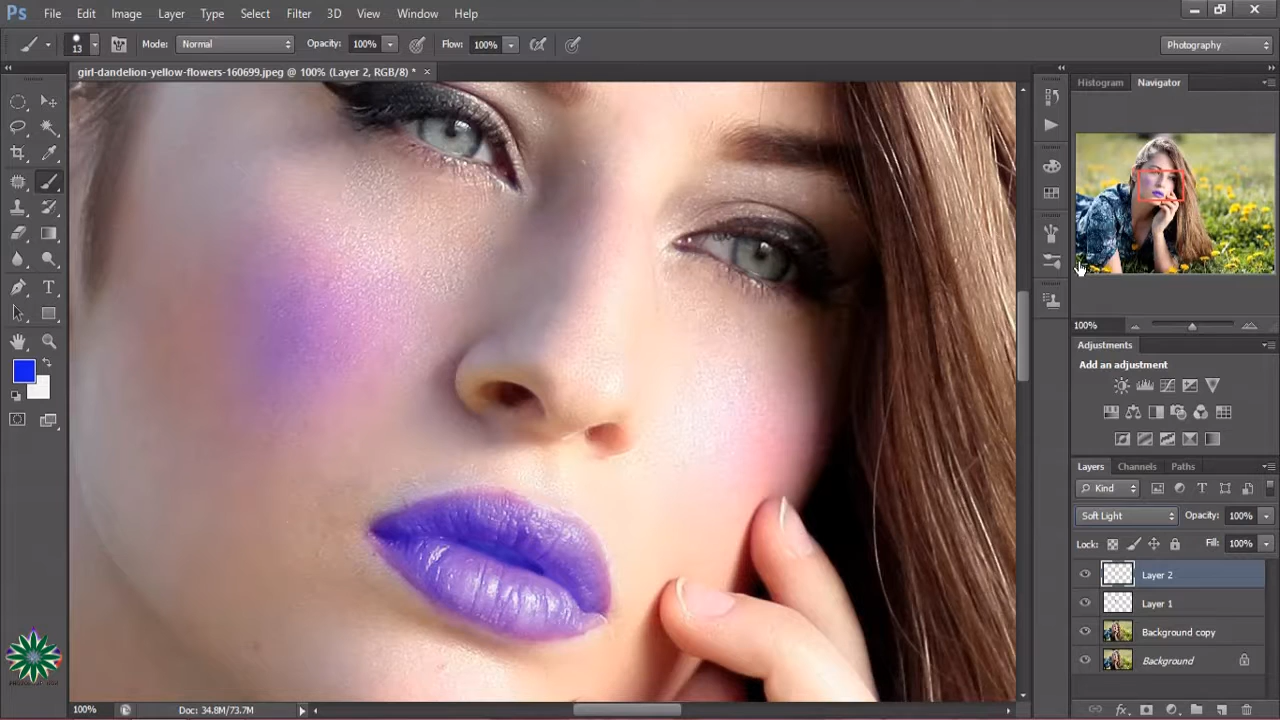 Ps File Edit Image Layer Type Select Filter 3D View Window Help
13 Mode: Normal Opacity: 100% Flow: 100% Photography
girl-dandelion-yellow-flowers-160699.jpeg @ 100% (Layer 2, RGB/8) * ×
Histogram Navigator
100%
Adjustments
Add an adjustment
Layers Channels Paths
Kind
Soft Light Opacity: 100%
Lock: Fill: 100%
Layer 2
Layer 1
Background copy
Background
100% Doc: 34.8M/73.7M